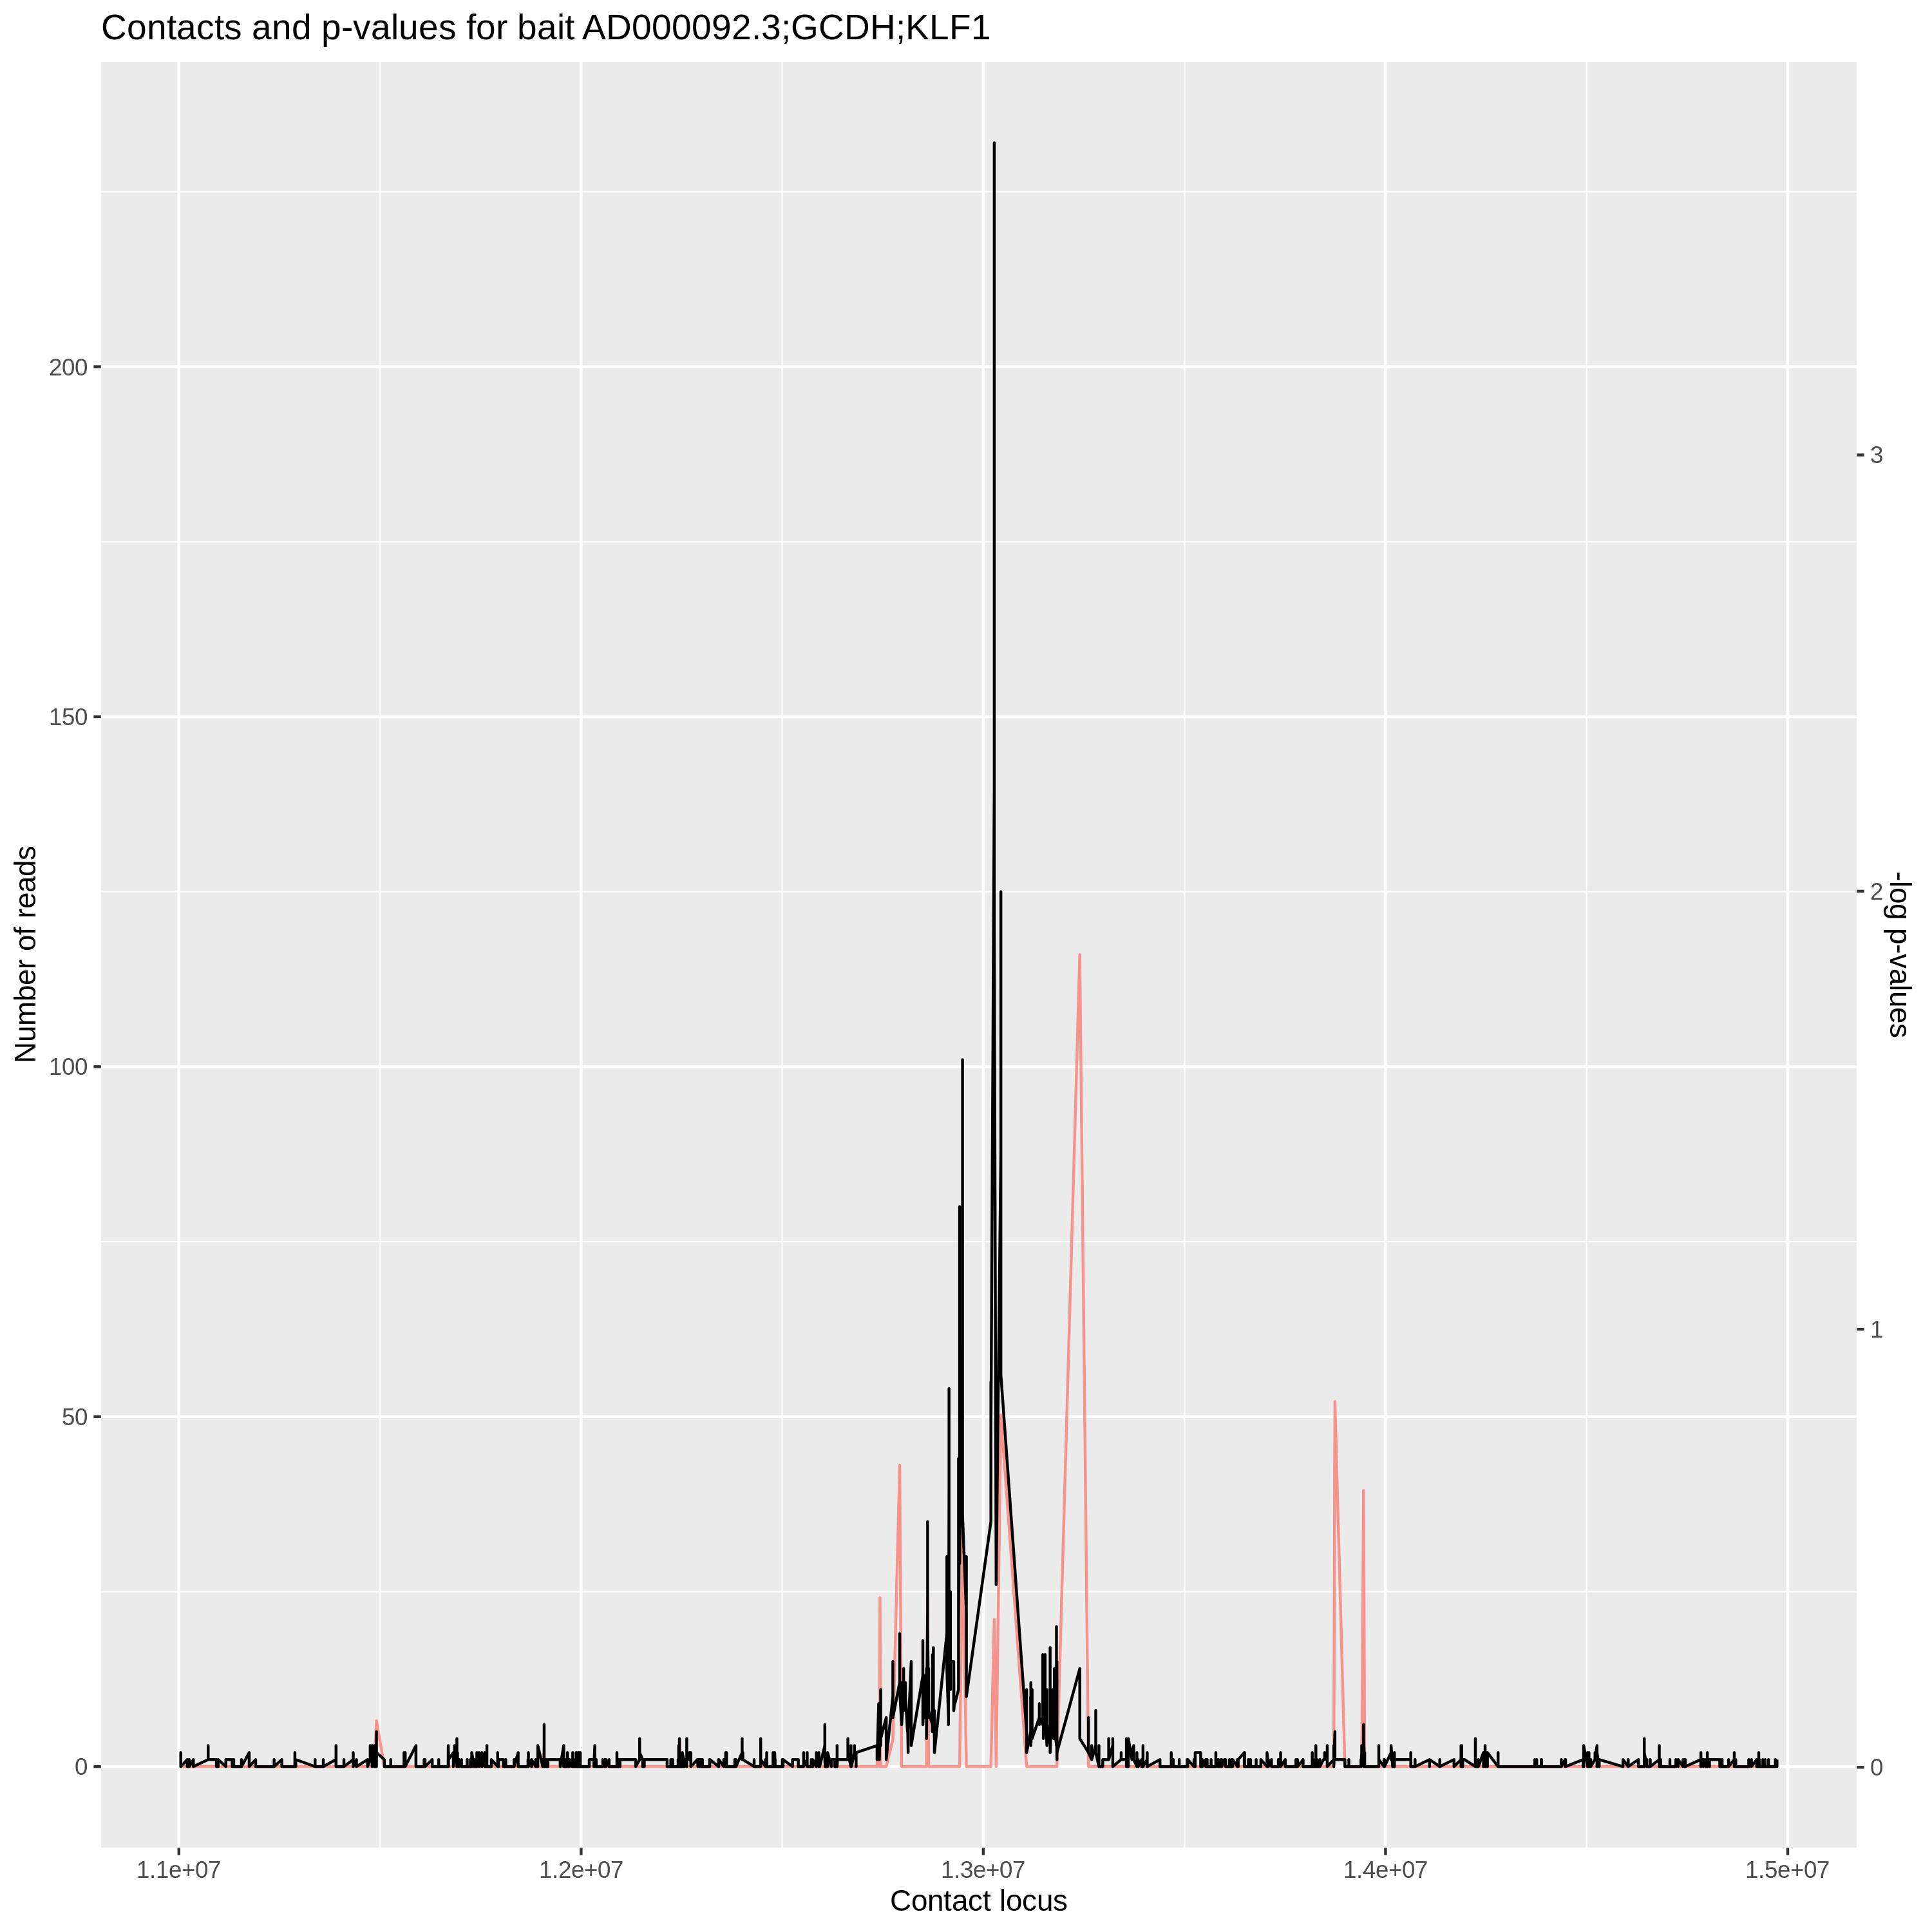 Contacts and p-values for bait AD000092.3;GCDH;KLF1
200
150
100
50
0
Number of reads
3
2
1
0
-log p-values
1.1e+07 1.2e+07 1.3e+07 1.4e+07 1.5e+07
Contact locus